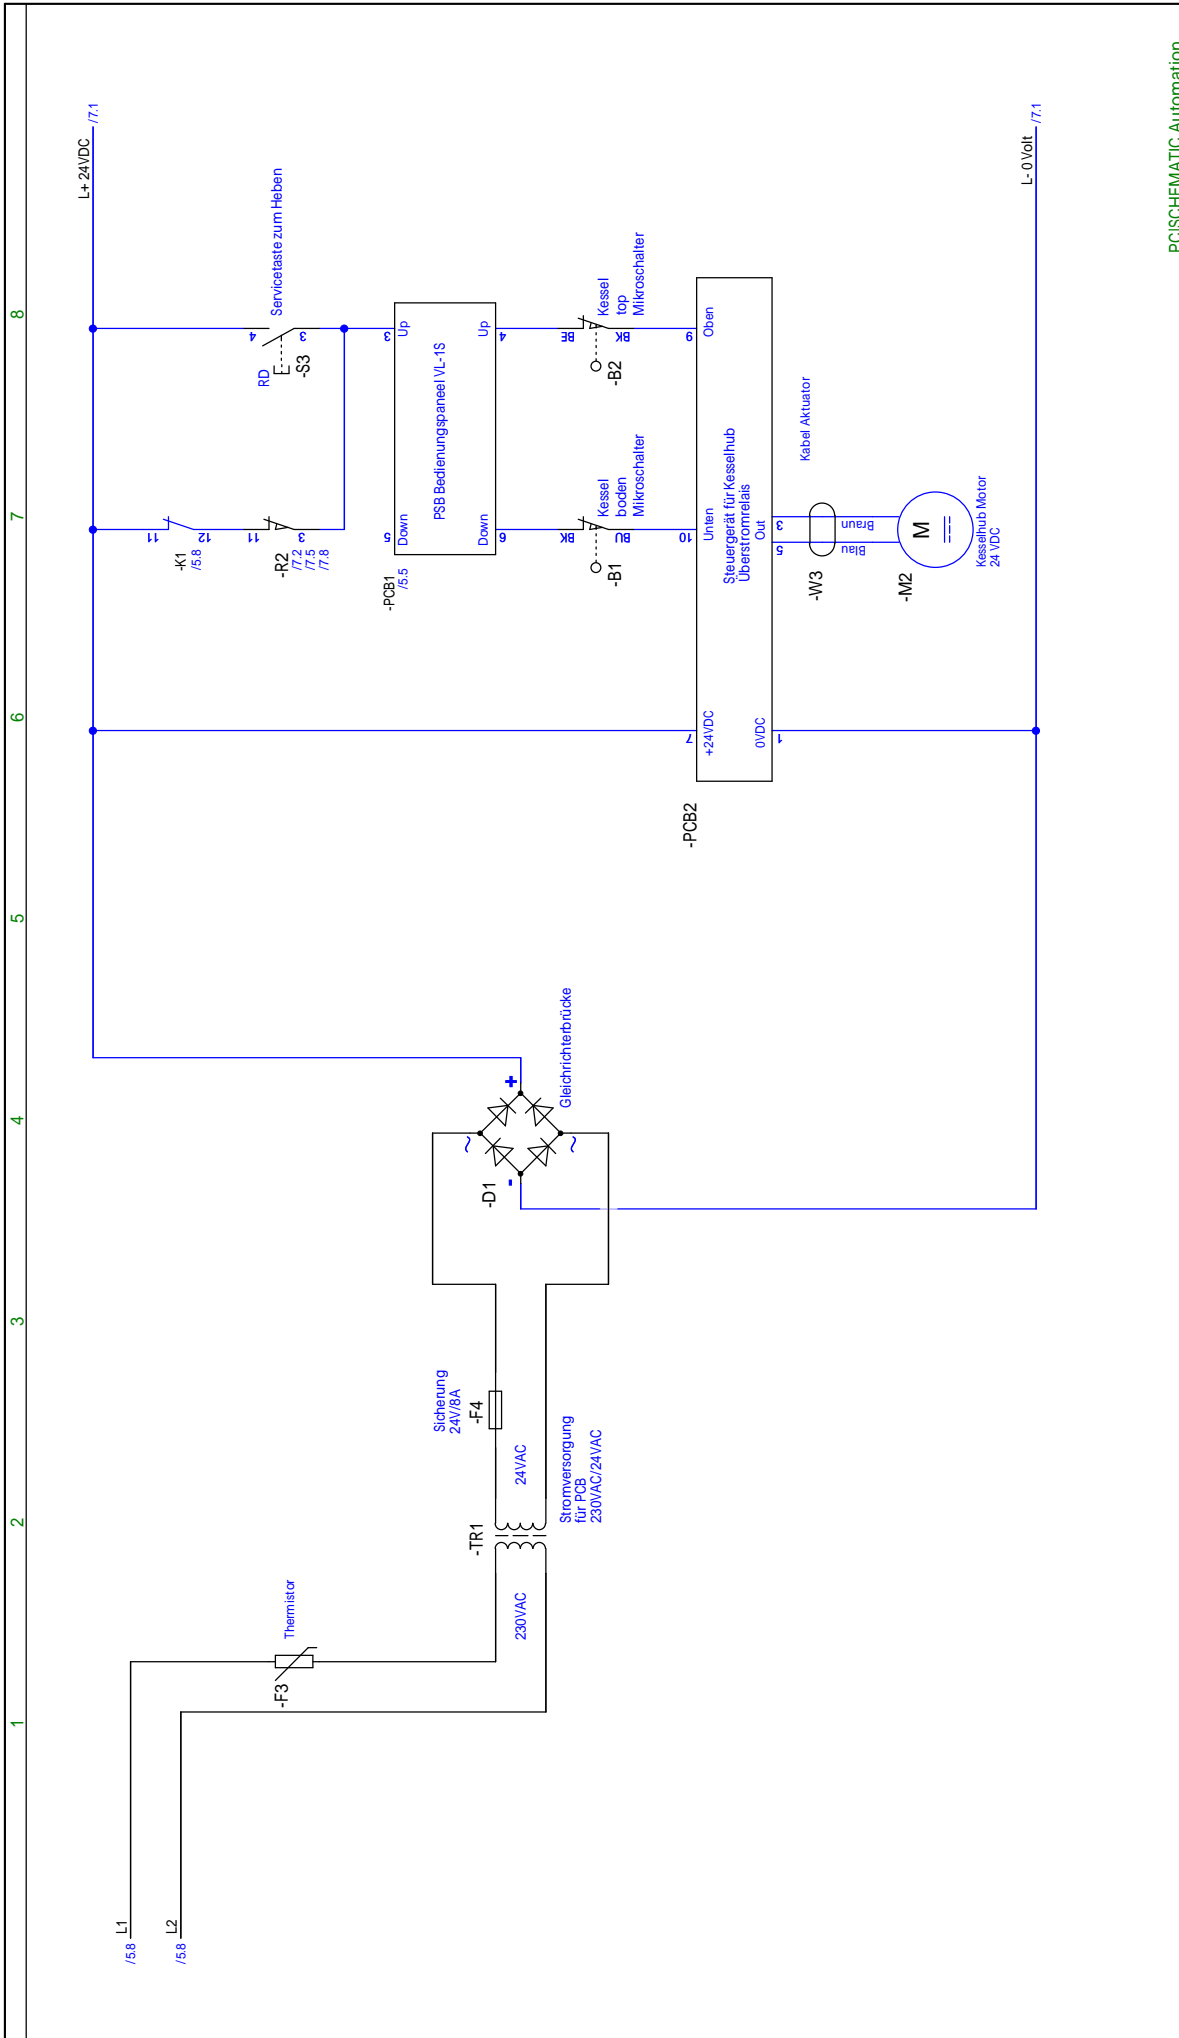 1
2
3
4
5
6
7
8
L+ 24VDC
/7.1
L1
/5.8
L2
/5.8
Thermistor
-F3
230VAC
-TR1
24VAC
Stromversorgung
für PCB
230VAC/24VAC
Sicherung
24V/8A
-F4
-D1
~
~
-
+
Gleichrichterbrücke
11
12
-K1
/5.8
11
3
-R2
/7.2
/7.5
/7.8
Servicetaste zum Heben
RD
4
3
-S3
5
Down
3
Up
PSB Bedienungspaneel VL-1S
-PCB1
/5.5
Down
6
Up
4
BK
BU
-B1
Kessel
boden
Mikroschalter
BE
BK
-B2
Kessel
top
Mikroschalter
7
+24VDC
10
Unten
9
Oben
Steuergerät für Kesselhub
Überstromrelais
-PCB2
0VDC
1
Out
5
3
Kabel Aktuator
-W3
Blau
Braun
-M2
M
Kesselhub Motor
24 VDC
L- 0 Volt
/7.1
PCSCHEMATIC Automation